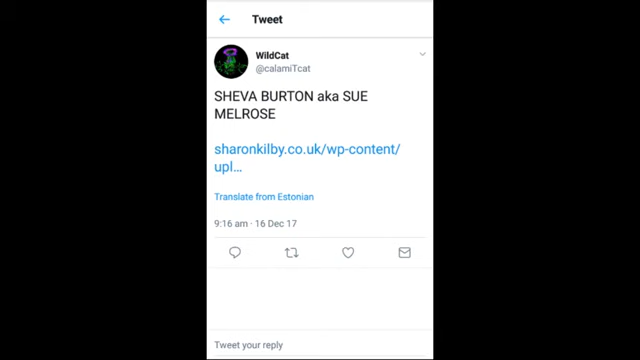 Tweet
WildCat
@calamiTcat
SHEVA BURTON aka SUE
MELROSE
sharonkilby.co.uk/wp-content/
upl...
Translate from Estonian
9:16 am · 16 Dec 17
Tweet your reply